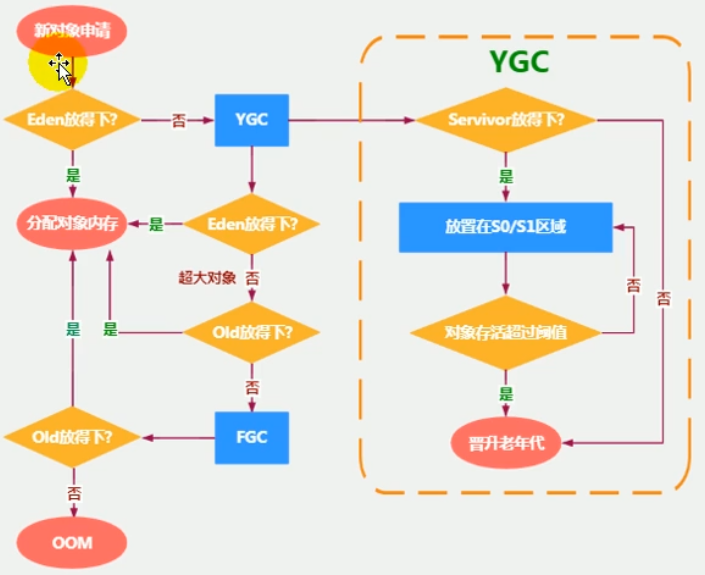 新对象申请
YGC
Eden放得下?
否
YGC
Servivor放得下?
是
是
分配对象内存
是
Eden放得下?
放置在S0/S1区域
超大对象
否
否
否
是
是
Old放得下?
对象存活超过阈值
否
是
Old放得下?
FGC
晋升老年代
否
OOM